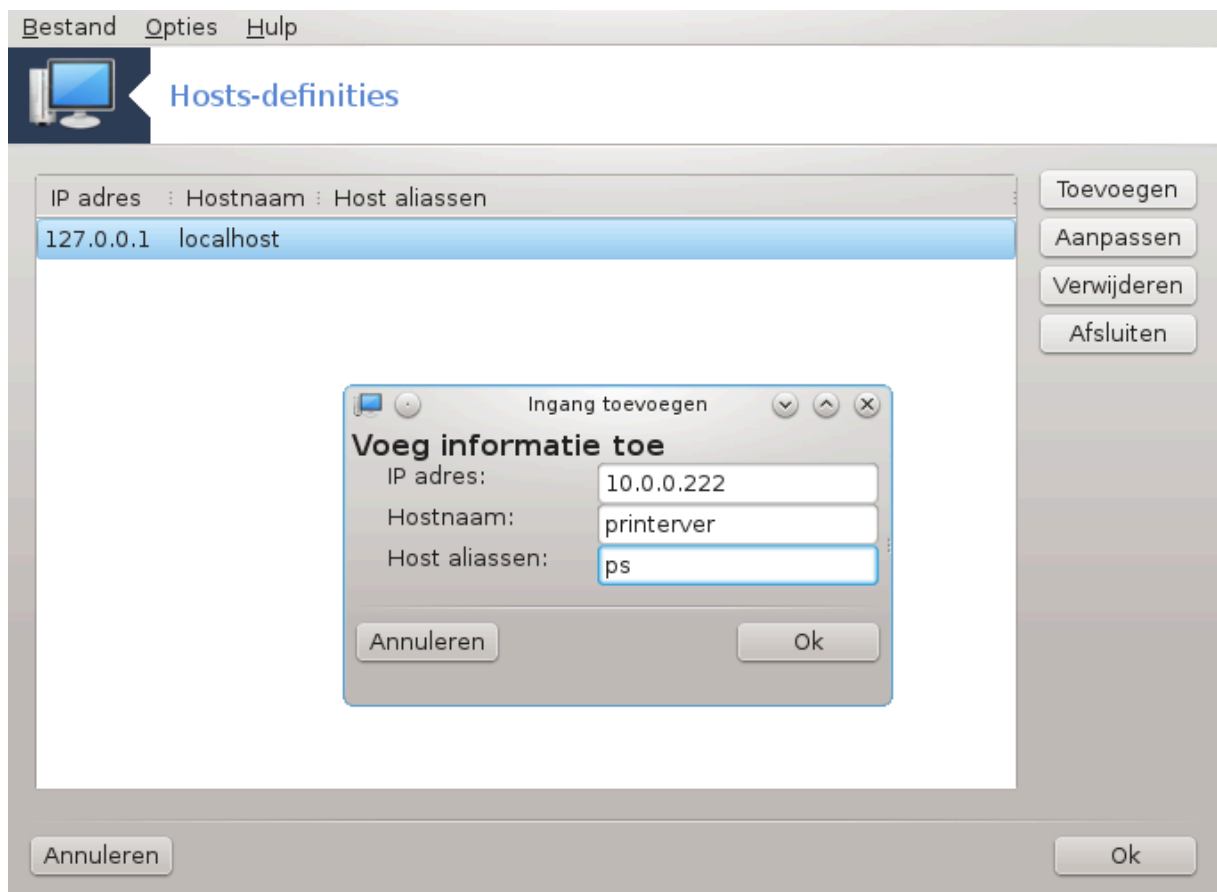 Bestand Opties Hulp
Hosts-definities
IP adres Hostnaam Host aliassen
127.0.0.1 localhost
Toevoegen
Aanpassen
Verwijderen
Afsluiten
Ingang toevoegen
Voeg informatie toe
IP adres: 10.0.0.222
Hostnaam: printerver
Host aliassen: ps
Annuleren Ok
Annuleren Ok